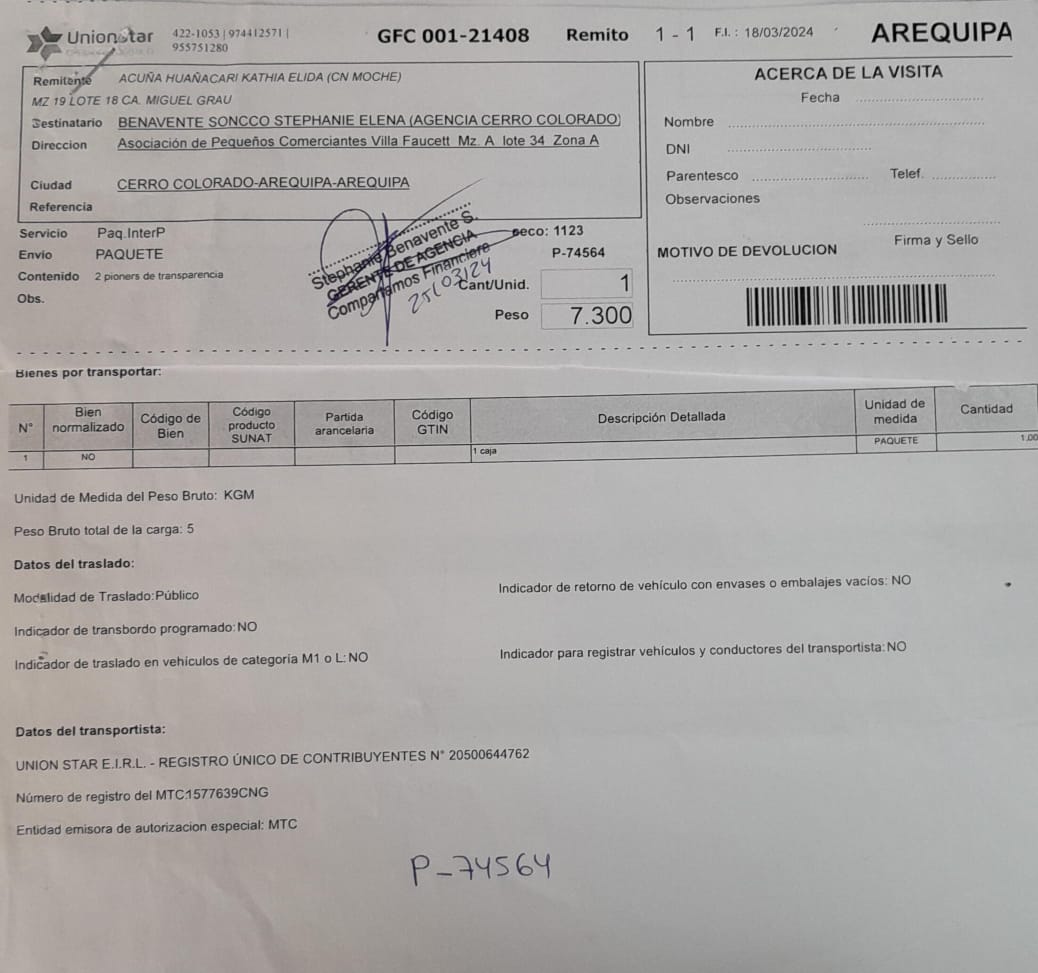 UnionStar 422-1053 | 974412571 | 955751280 GFC 001-21408 Remito 1 - 1 F.I. : 18/03/2024 AREQUIPA
Remitente ACUÑA HUAÑACARI KATHIA ELIDA (CN MOCHE)
MZ 19 LOTE 18 CA. MIGUEL GRAU
Destinatario BENAVENTE SONCCO STEPHANIE ELENA (AGENCIA CERRO COLORADO)
Direccion Asociación de Pequeños Comerciantes Villa Faucett Mz. A lote 34 Zona A
Ciudad CERRO COLORADO-AREQUIPA-AREQUIPA
Referencia
ACERCA DE LA VISITA
Fecha
Nombre
DNI
Parentesco Telef.
Observaciones
Firma y Sello
MOTIVO DE DEVOLUCION
Servicio Paq.InterP
Envio PAQUETE
Contenido 2 pioners de transparencia
Obs.
Stephanie Benavente S.
GERENTE DE AGENCIA
Compartamos Financiera
25/03/24
seco: 1123
P-74564
Cant/Unid. 1
Peso 7.300
Bienes por transportar:
N° Bien normalizado Código de Bien Código producto SUNAT Partida arancelaria Código GTIN Descripción Detallada Unidad de medida Cantidad
1 NO 1 caja PAQUETE 1.00
Unidad de Medida del Peso Bruto: KGM
Peso Bruto total de la carga: 5
Datos del traslado:
Modalidad de Traslado:Público Indicador de retorno de vehículo con envases o embalajes vacíos: NO
Indicador de transbordo programado:NO
Indicador de traslado en vehículos de categoría M1 o L:NO Indicador para registrar vehículos y conductores del transportista:NO
Datos del transportista:
UNION STAR E.I.R.L. - REGISTRO ÚNICO DE CONTRIBUYENTES N° 20500644762
Número de registro del MTC:1577639CNG
Entidad emisora de autorizacion especial: MTC
P-74564